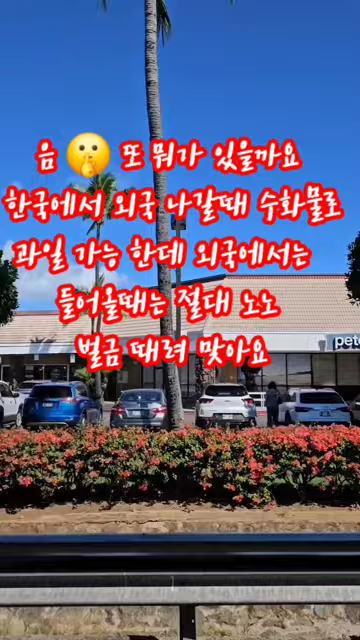 음 🤫 또 뭐가 있을까요
한국에서 외국 나갈때 수화물로
과일 가능 한데 외국에서는
들어올때는 절대 노노
벌금 때려 맞아요
pet